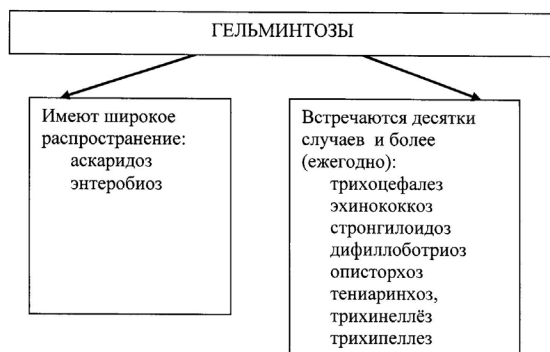 ГЕЛЬМИНТОЗЫ
Имеют широкое
распространение:
аскаридоз
энтеробиоз
Встречаются десятки
случаев и более
(ежегодно):
трихоцефалез
эхинококкоз
стронгилоидоз
дифиллоботриоз
описторхоз
тениаринхоз,
трихинеллёз
трихипеллез